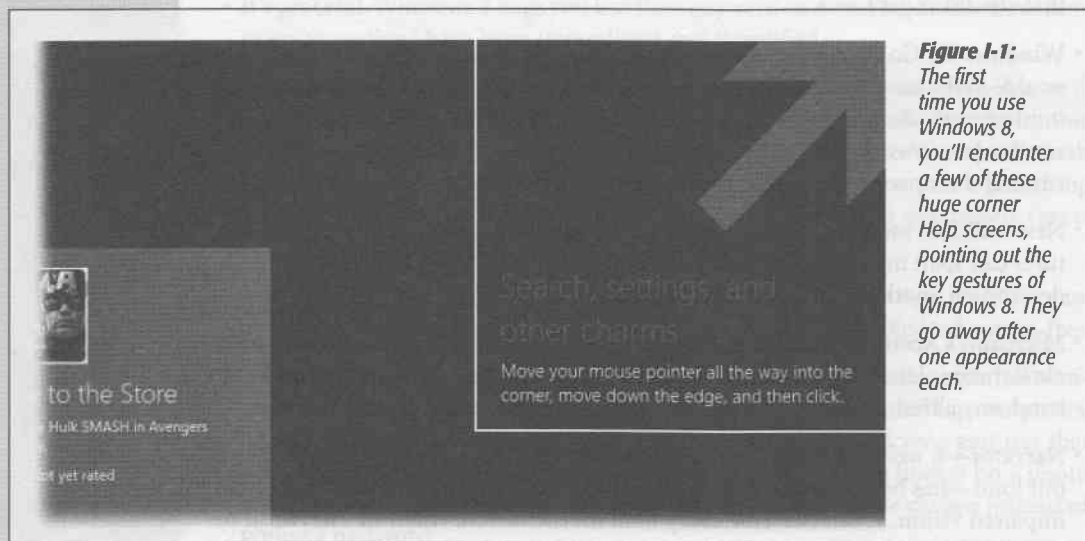 to the Store
Hulk SMASH in Avengers
yet rated
Search, settings, and
other charms
Move your mouse pointer all the way into the
corner, move down the edge, and then click.
Figure I-1:
The first
time you use
Windows 8,
you'll encounter
a few of these
huge corner
Help screens,
pointing out the
key gestures of
Windows 8. They
go away after
one appearance
each.